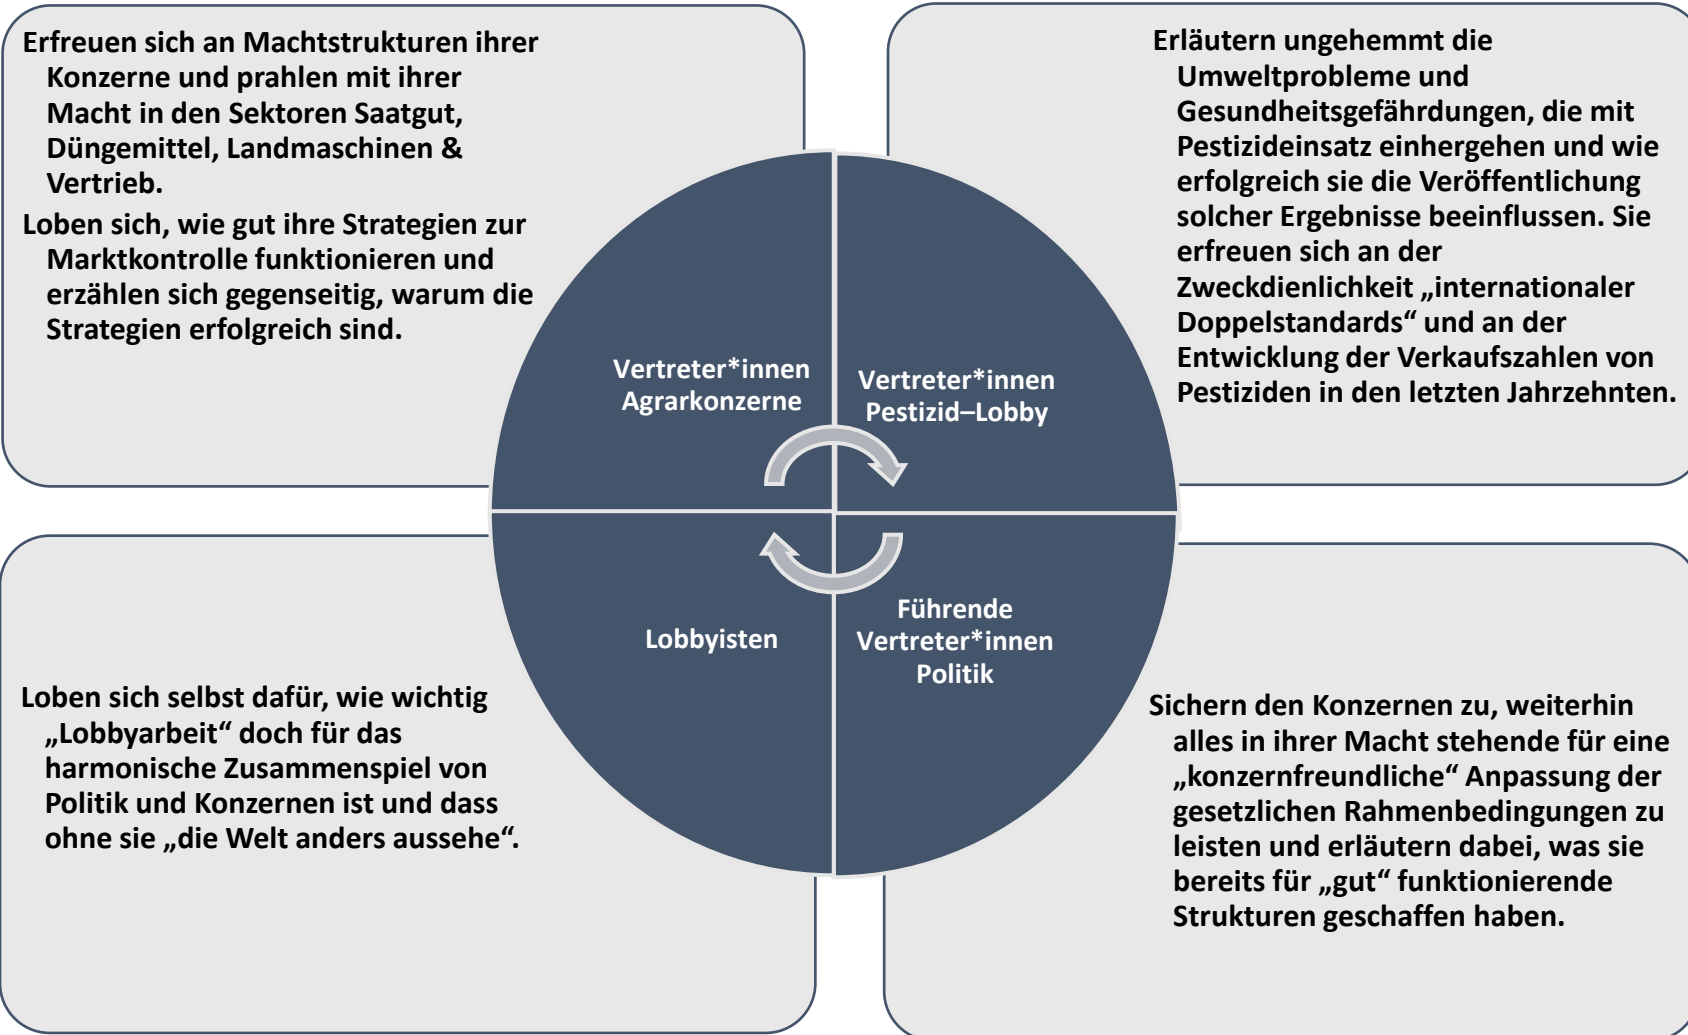 Erfreuen sich an Machtstrukturen ihrer
Konzerne und prahlen mit ihrer
Macht in den Sektoren Saatgut,
Düngemittel, Landmaschinen &
Vertrieb.
Loben sich, wie gut ihre Strategien zur
Marktkontrolle funktionieren und
erzählen sich gegenseitig, warum die
Strategien erfolgreich sind.
Erläutern ungehemmt die
Umweltprobleme und
Gesundheitsgefährdungen, die mit
Pestizideinsatz einhergehen und wie
erfolgreich sie die Veröffentlichung
solcher Ergebnisse beeinflussen. Sie
erfreuen sich an der
Zweckdienlichkeit „internationaler
Doppelstandards“ und an der
Entwicklung der Verkaufszahlen von
Pestiziden in den letzten Jahrzehnten.
Vertreter*innen
Agrarkonzerne
Vertreter*innen
Pestizid–Lobby
Lobbyisten
Führende
Vertreter*innen
Politik
Loben sich selbst dafür, wie wichtig
„Lobbyarbeit“ doch für das
harmonische Zusammenspiel von
Politik und Konzernen ist und dass
ohne sie „die Welt anders aussehe“.
Sichern den Konzernen zu, weiterhin
alles in ihrer Macht stehende für eine
„konzernfreundliche“ Anpassung der
gesetzlichen Rahmenbedingungen zu
leisten und erläutern dabei, was sie
bereits für „gut“ funktionierende
Strukturen geschaffen haben.